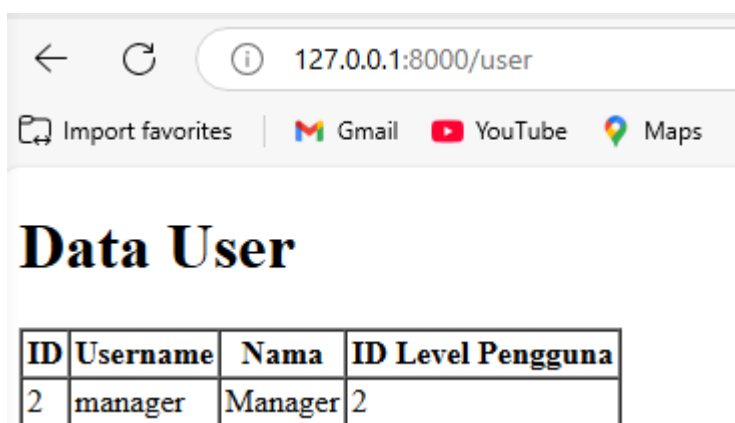 127.0.0.1:8000/user
Import favorites Gmail YouTube Maps
Data User
ID Username Nama ID Level Pengguna
2 manager Manager 2